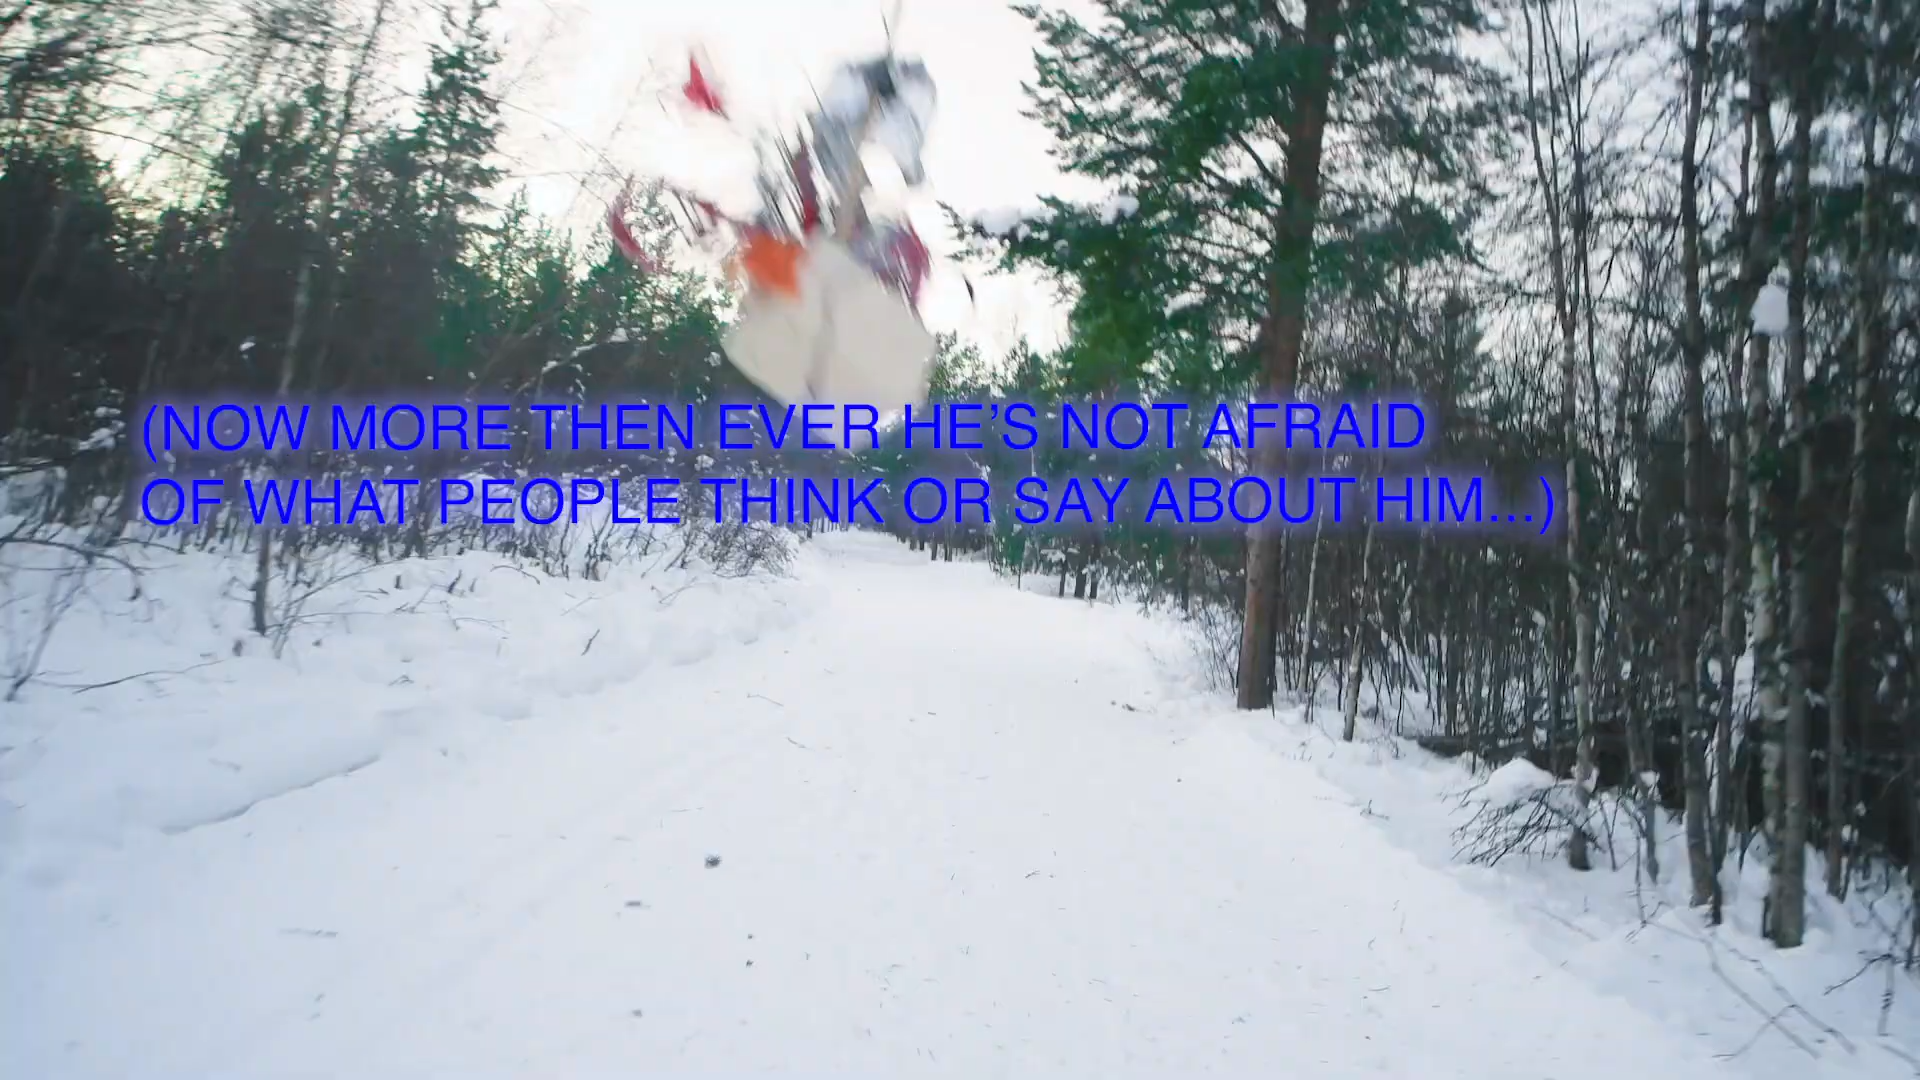 (NOW MORE THEN EVER HE’S NOT AFRAID
OF WHAT PEOPLE THINK OR SAY ABOUT HIM...)